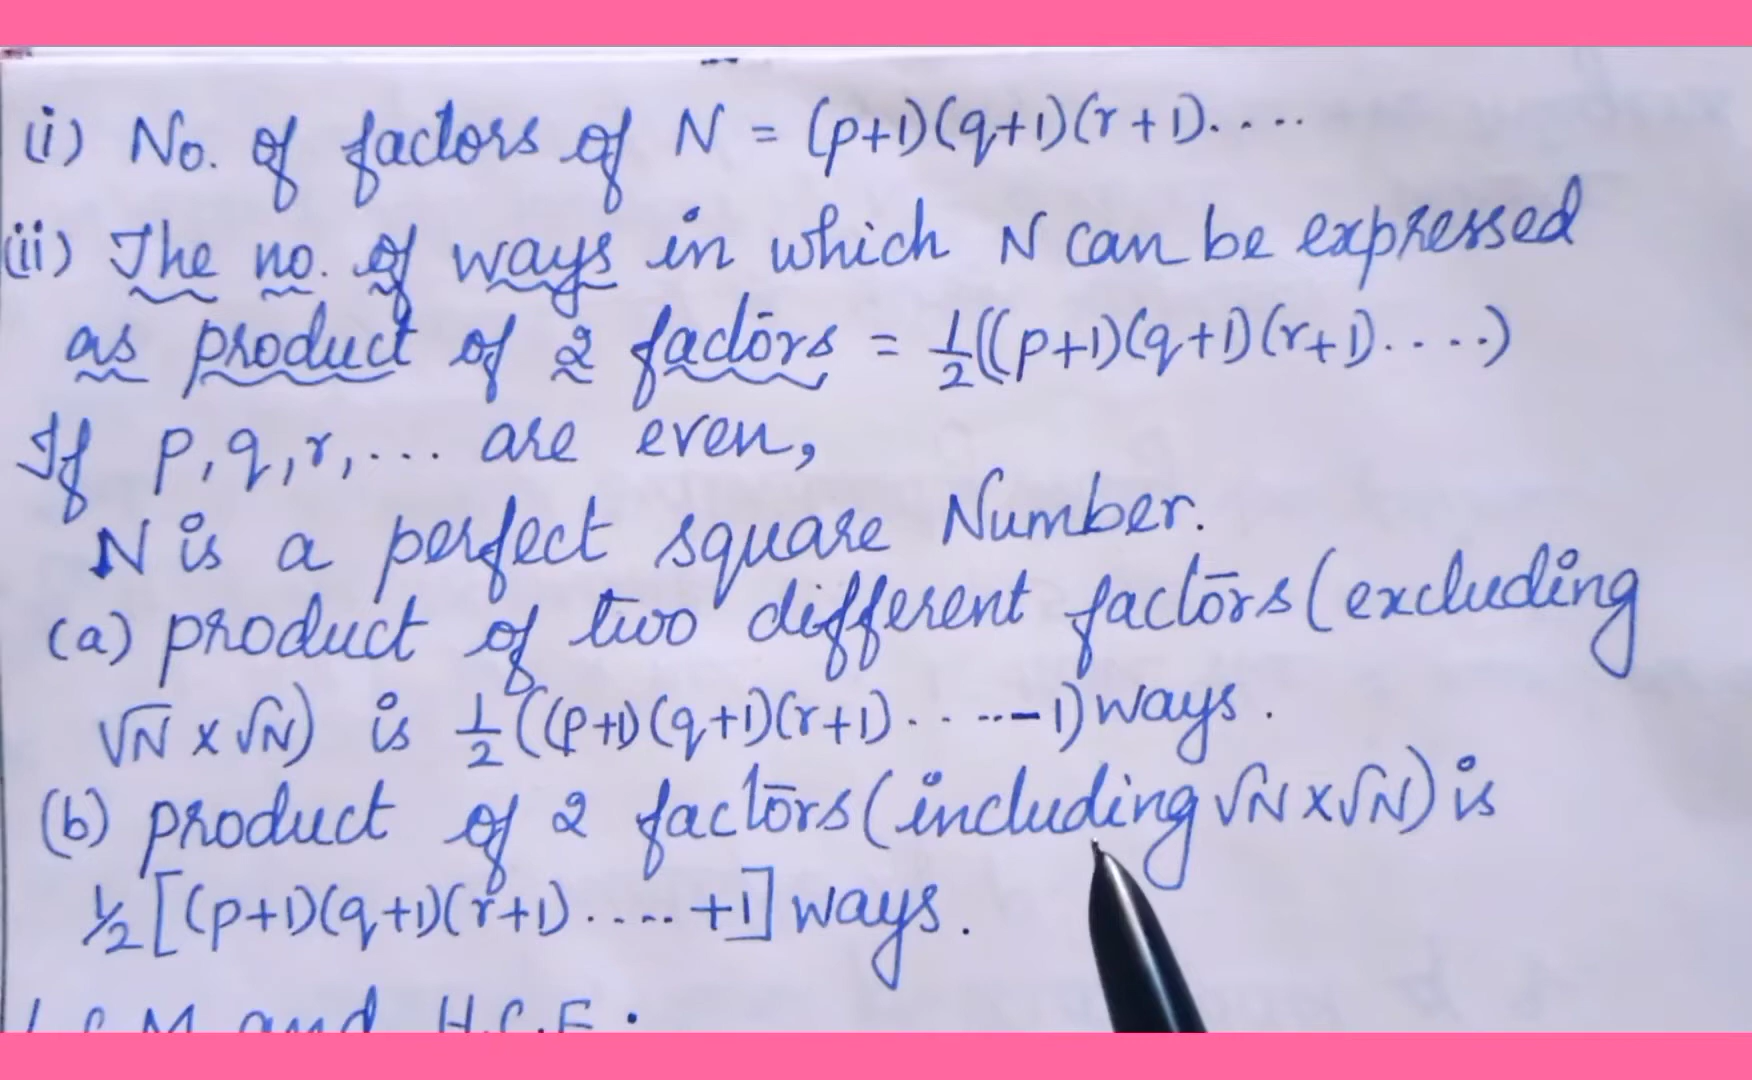 (i) No. of factors of N = (p+1)(q+1)(r+1)....
(ii) The no. of ways in which N can be expressed
as product of 2 factors = 1/2((p+1)(q+1)(r+1)....)
If p,q,r,... are even,
N is a perfect square Number.
(a) product of two different factors (excluding
√N x √N) is 1/2((p+1)(q+1)(r+1).....-1) ways.
(b) product of 2 factors (including √N x √N) is
1/2[(p+1)(q+1)(r+1).....+1] ways.
L.C.M and H.C.F: